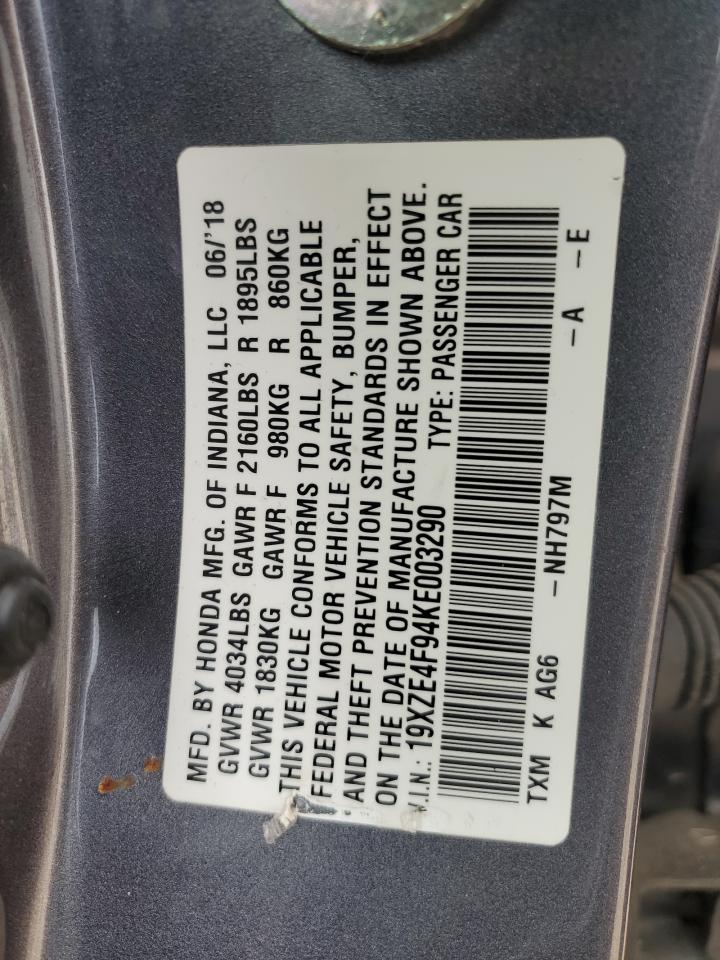 MFD. BY HONDA MFG. OF INDIANA, LLC 06/'18
GVWR 4034LBS GAWR F 2160LBS R 1895LBS
GVWR 1830KG GAWR F 980KG R 860KG
THIS VEHICLE CONFORMS TO ALL APPLICABLE
FEDERAL MOTOR VEHICLE SAFETY, BUMPER,
AND THEFT PREVENTION STANDARDS IN EFFECT
ON THE DATE OF MANUFACTURE SHOWN ABOVE.
V.I.N.: 19XZE4F94KE003290 TYPE: PASSENGER CAR
TXM K AG6 – NH797M – A – E